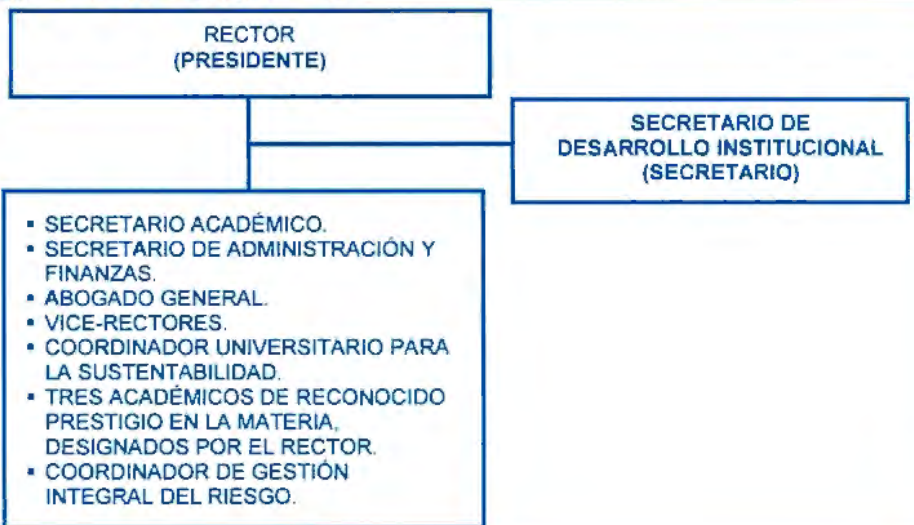 RECTOR
(PRESIDENTE)
SECRETARIO DE
DESARROLLO INSTITUCIONAL
(SECRETARIO)
▪ SECRETARIO ACADÉMICO.
▪ SECRETARIO DE ADMINISTRACIÓN Y
FINANZAS.
▪ ABOGADO GENERAL.
▪ VICE-RECTORES.
▪ COORDINADOR UNIVERSITARIO PARA
LA SUSTENTABILIDAD.
▪ TRES ACADÉMICOS DE RECONOCIDO
PRESTIGIO EN LA MATERIA,
DESIGNADOS POR EL RECTOR.
▪ COORDINADOR DE GESTIÓN
INTEGRAL DEL RIESGO.